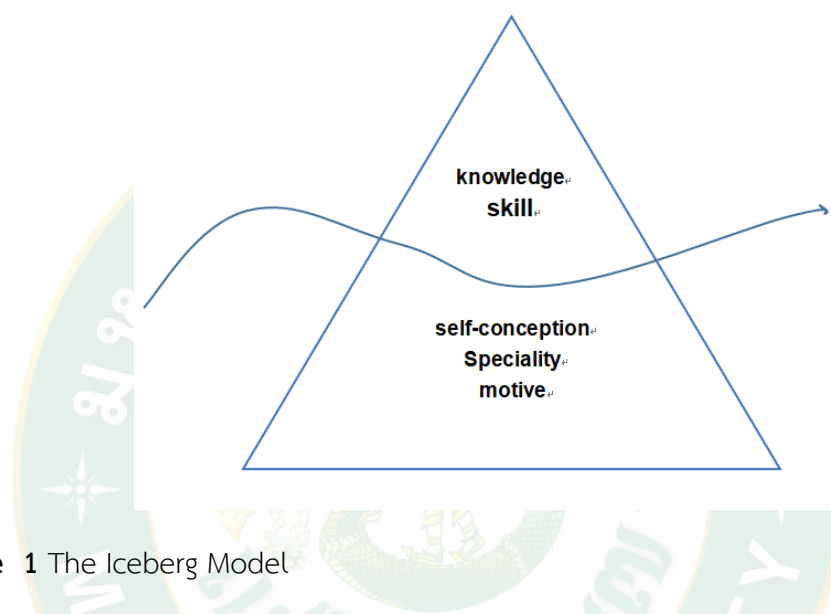 knowledge
skill
self-conception
Speciality
motive
e 1 The Iceberg Model